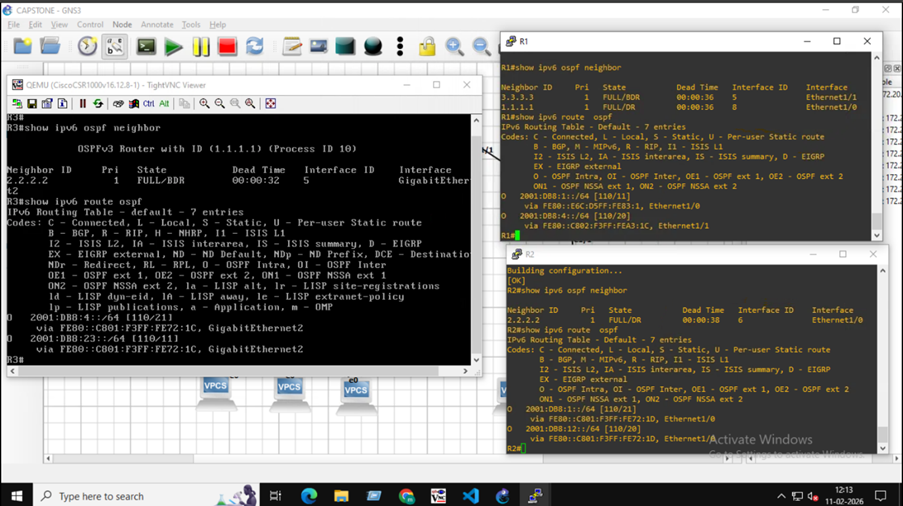 CAPSTONE - GNS3
File Edit View Control Node Annotate Tools Help
QEMU (CiscoCSR1000v16.12.8-1) - TightVNC Viewer
Ctrl Alt
R3#
R3#show ipv6 ospf neighbor
OSPFv3 Router with ID (1.1.1.1) (Process ID 10)
Neighbor ID Pri State Dead Time Interface ID Interface
2.2.2.2 1 FULL/BDR 00:00:32 5 GigabitEthernet2
R3#show ipv6 route ospf
IPv6 Routing Table - default - 7 entries
Codes: C - Connected, L - Local, S - Static, U - Per-user Static route
B - BGP, R - RIP, H - NHRP, I1 - ISIS L1
I2 - ISIS L2, IA - ISIS interarea, IS - ISIS summary, D - EIGRP
EX - EIGRP external, ND - ND Default, NDp - ND Prefix, DCE - Destinatio
NDr - Redirect, RL - RPL, O - OSPF Intra, OI - OSPF Inter
OE1 - OSPF ext 1, OE2 - OSPF ext 2, ON1 - OSPF NSSA ext 1
ON2 - OSPF NSSA ext 2, la - LISP alt, lr - LISP site-registrations
ld - LISP dyn-eid, lA - LISP away, le - LISP extranet-policy
lp - LISP publications, a - Application, m - OMP
O 2001:DB8:4::/64 [110/21]
via FE80::C801:F3FF:FE72:1C, GigabitEthernet2
O 2001:DB8:23::/64 [110/11]
via FE80::C801:F3FF:FE72:1C, GigabitEthernet2
R3#
R1
R1#show ipv6 ospf neighbor
Neighbor ID Pri State Dead Time Interface ID Interface
3.3.3.3 1 FULL/BDR 00:00:36 5 Ethernet1/1
1.1.1.1 1 FULL/DR 00:00:36 8 Ethernet1/0
R1#show ipv6 route ospf
IPv6 Routing Table - Default - 7 entries
Codes: C - Connected, L - Local, S - Static, U - Per-user Static route
B - BGP, M - MIPv6, R - RIP, I1 - ISIS L1
I2 - ISIS L2, IA - ISIS interarea, IS - ISIS summary, D - EIGRP
EX - EIGRP external
O - OSPF Intra, OI - OSPF Inter, OE1 - OSPF ext 1, OE2 - OSPF ext 2
ON1 - OSPF NSSA ext 1, ON2 - OSPF NSSA ext 2
O 2001:DB8:1::/64 [110/11]
via FE80::E6C:D5FF:FE83:1, Ethernet1/0
O 2001:DB8:4::/64 [110/20]
via FE80::C802:F3FF:FEA3:1C, Ethernet1/1
R1#
R2
Building configuration...
[OK]
R2#show ipv6 ospf neighbor
Neighbor ID Pri State Dead Time Interface ID Interface
2.2.2.2 1 FULL/DR 00:00:38 6 Ethernet1/0
R2#show ipv6 route ospf
IPv6 Routing Table - Default - 7 entries
Codes: C - Connected, L - Local, S - Static, U - Per-user Static route
B - BGP, M - MIPv6, R - RIP, I1 - ISIS L1
I2 - ISIS L2, IA - ISIS interarea, IS - ISIS summary, D - EIGRP
EX - EIGRP external
O - OSPF Intra, OI - OSPF Inter, OE1 - OSPF ext 1, OE2 - OSPF ext 2
ON1 - OSPF NSSA ext 1, ON2 - OSPF NSSA ext 2
O 2001:DB8:1::/64 [110/21]
via FE80::C801:F3FF:FE72:1D, Ethernet1/0
O 2001:DB8:12::/64 [110/20]
via FE80::C801:F3FF:FE72:1D, Ethernet1/0
R2#
Activate Windows
Go to Settings to activate Windows.
VPCS
VPCS
e0
VPCS
172.2
172.2
172.2
172.2
Type here to search
12:13
11-02-2026